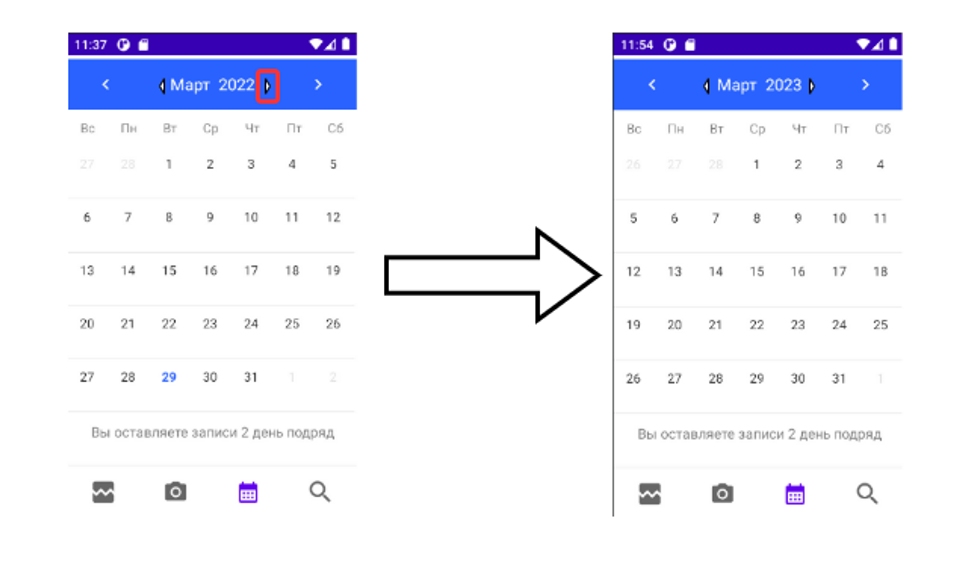 11:37
Март 2022
Вс Пн Вт Ср Чт Пт Сб
27 28 1 2 3 4 5
6 7 8 9 10 11 12
13 14 15 16 17 18 19
20 21 22 23 24 25 26
27 28 29 30 31 1 2
Вы оставляете записи 2 день подряд
11:54
Март 2023
Вс Пн Вт Ср Чт Пт Сб
26 27 28 1 2 3 4
5 6 7 8 9 10 11
12 13 14 15 16 17 18
19 20 21 22 23 24 25
26 27 28 29 30 31 1
Вы оставляете записи 2 день подряд